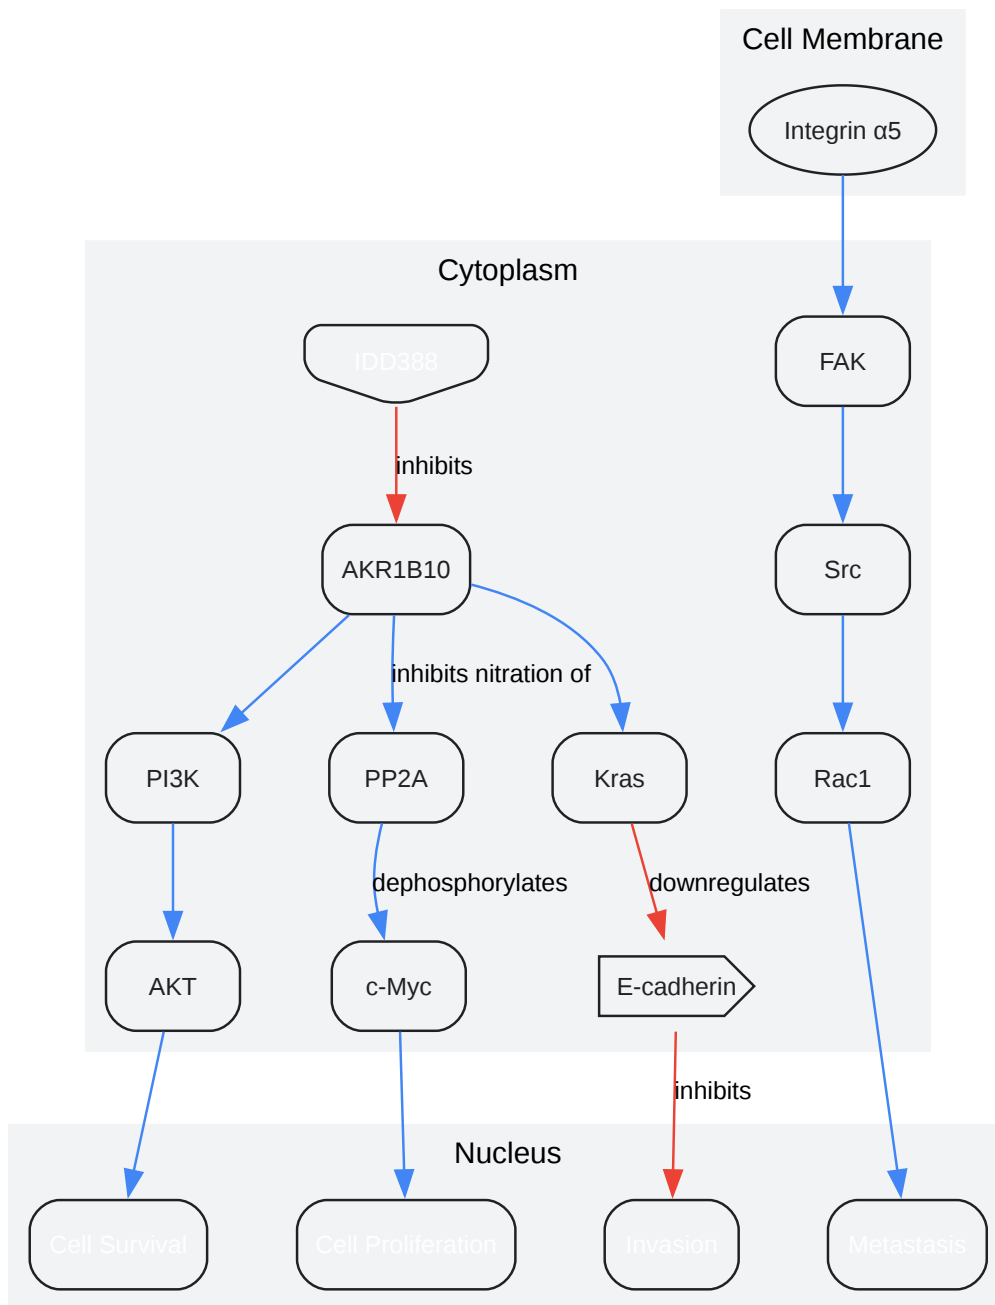 Cell Membrane
Integrin α5
Cytoplasm
IDD388
FAK
inhibits
AKR1B10
Src
inhibits nitration of
PI3K
PP2A
Kras
Rac1
dephosphorylates
downregulates
AKT
c-Myc
E-cadherin
inhibits
Nucleus
Cell Survival
Cell Proliferation
Invasion
Metastasis